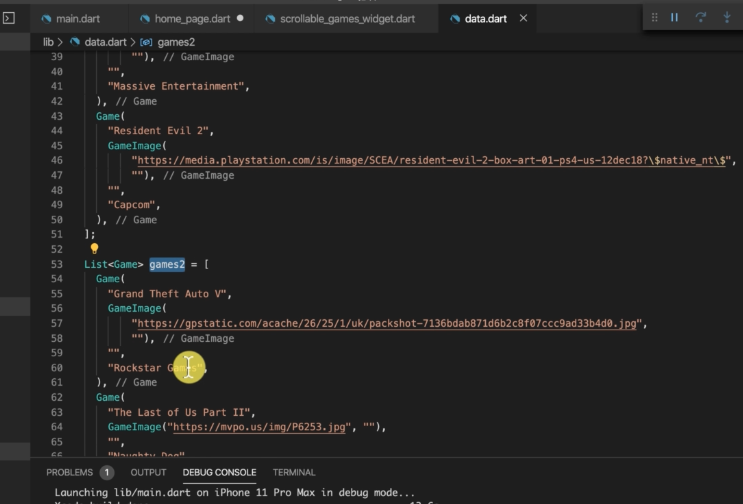 main.dart home_page.dart scrollable_games_widget.dart data.dart
lib > data.dart > games2
39 ""), // GameImage
40 "",
41 "Massive Entertainment",
42 ), // Game
43 Game(
44 "Resident Evil 2",
45 GameImage(
46 "https://media.playstation.com/is/image/SCEA/resident-evil-2-box-art-01-ps4-us-12dec18?\$native_nt\$",
47 ""), // GameImage
48 "",
49 "Capcom",
50 ), // Game
51 ];
52
53 List<Game> games2 = [
54 Game(
55 "Grand Theft Auto V",
56 GameImage(
57 "https://gpstatic.com/acache/26/25/1/uk/packshot-7136bdab871d6b2c8f07ccc9ad33b4d0.jpg",
58 ""), // GameImage
59 "",
60 "Rockstar Games",
61 ), // Game
62 Game(
63 "The Last of Us Part II",
64 GameImage("https://mvpo.us/img/P6253.jpg", ""),
65 "",
66 "Naughty Dog",
PROBLEMS 1 OUTPUT DEBUG CONSOLE TERMINAL
Launching lib/main.dart on iPhone 11 Pro Max in debug mode...